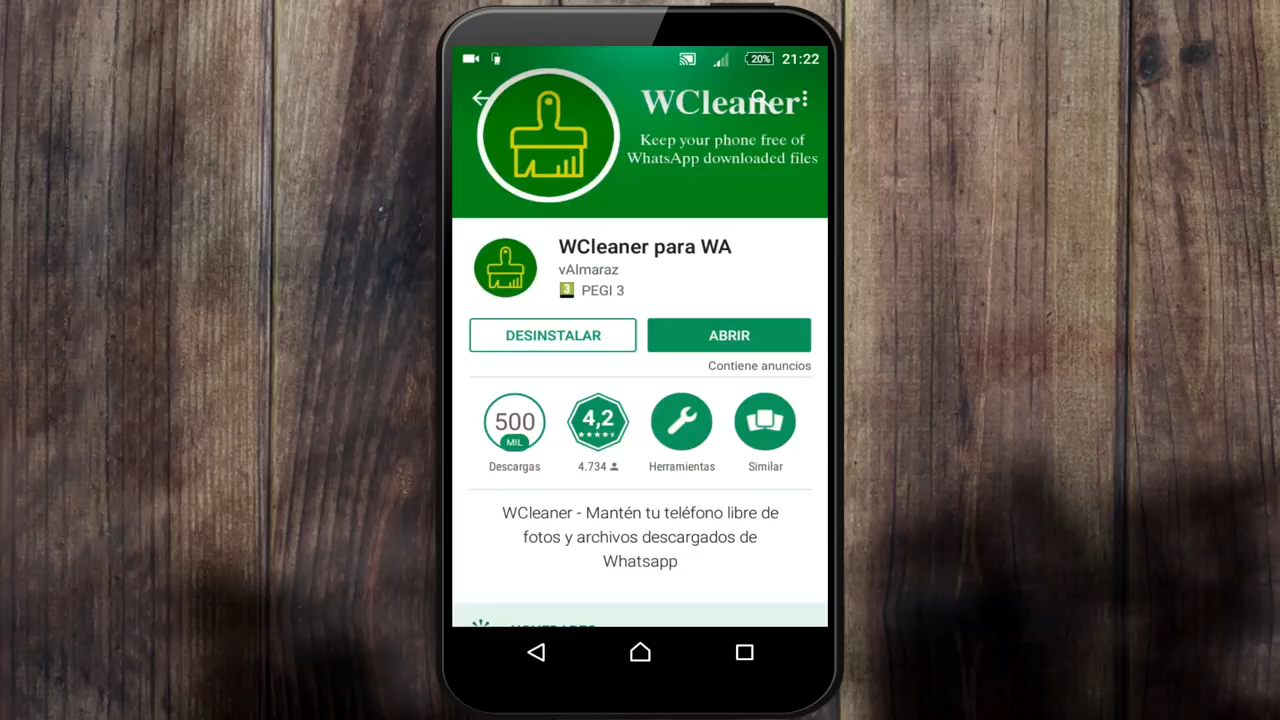 20% 21:22
WCleaner
Keep your phone free of
WhatsApp downloaded files
WCleaner para WA
vAlmaraz
3 PEGI 3
DESINSTALAR ABRIR
Contiene anuncios
500 4,2
MIL
Descargas 4.734 Herramientas Similar
WCleaner - Mantén tu teléfono libre de
fotos y archivos descargados de
Whatsapp